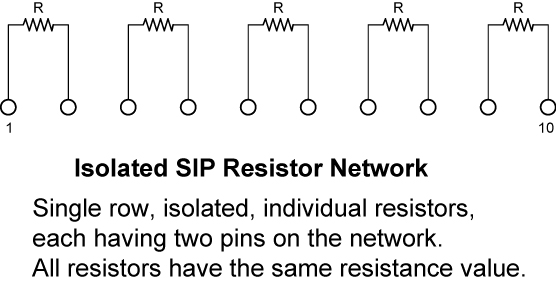 R R R R R
1 10
Isolated SIP Resistor Network
Single row, isolated, individual resistors,
each having two pins on the network.
All resistors have the same resistance value.